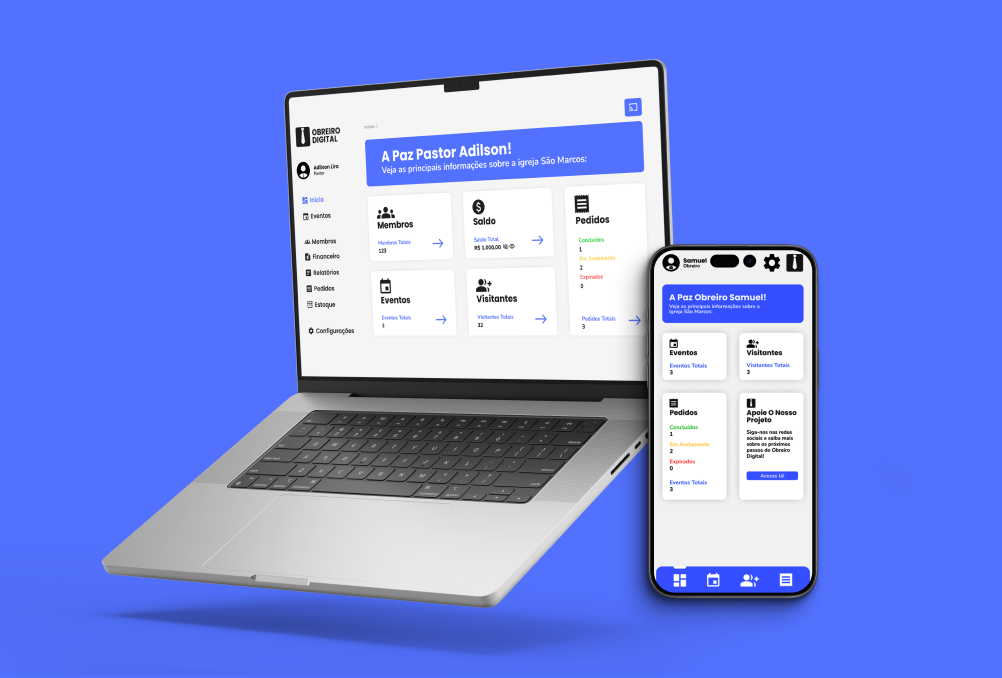 OBREIRO
DIGITAL
Adilson Lira
Pastor
Início
Eventos
Membros
Financeiro
Relatórios
Pedidos
Estoque
Configurações
Início >
A Paz Pastor Adilson!
Veja as principais informações sobre a igreja São Marcos:
Membros
Membros Totais
123
Saldo
Saldo Total
R$ 1.000,00
Pedidos
Concluídos
1
Em Andamento
2
Expirados
0
Pedidos Totais
3
Eventos
Eventos Totais
3
Visitantes
Visitantes Totais
32
Samuel
Obreiro
A Paz Obreiro Samuel!
Veja as principais informações sobre a
igreja São Marcos:
Eventos
Eventos Totais
3
Visitantes
Visitantes Totais
3
Pedidos
Concluídos
1
Em Andamento
2
Expirados
0
Eventos Totais
3
Apoie O Nosso
Projeto
Siga-nos nas redes
sociais e saiba mais
sobre os próximos
passos do Obreiro
Digital!
Acesse Já!